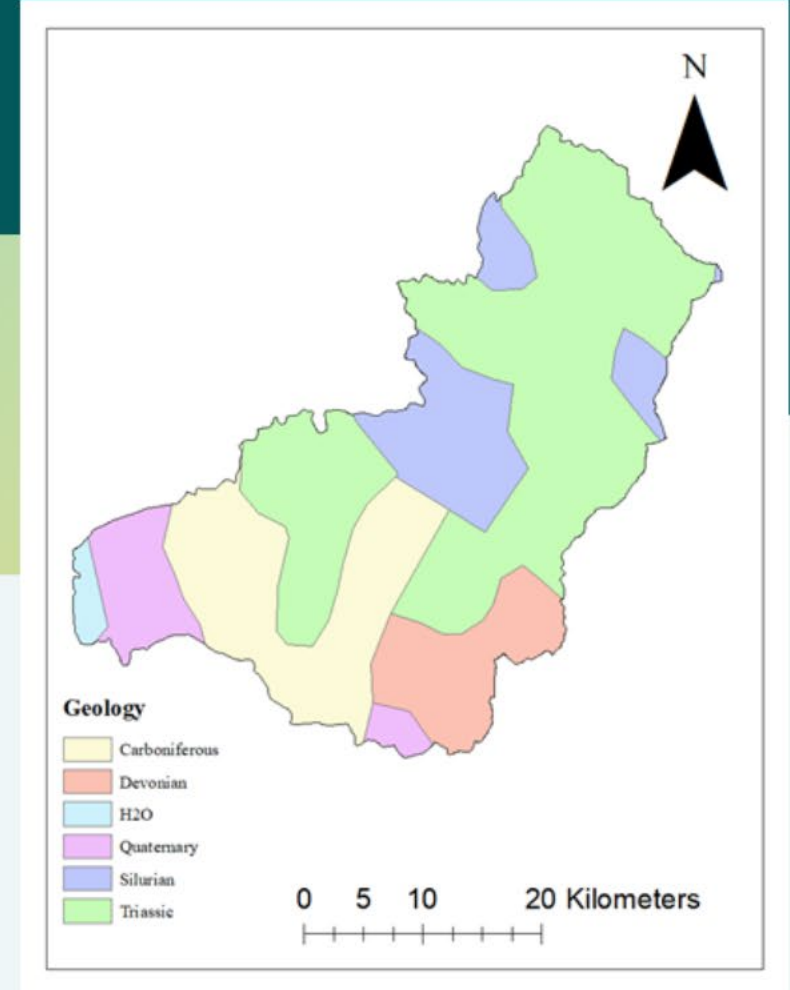 N
Geology
Carboniferous
Devonian
H2O
Quaternary
Silurian
Triassic
0 5 10 20 Kilometers